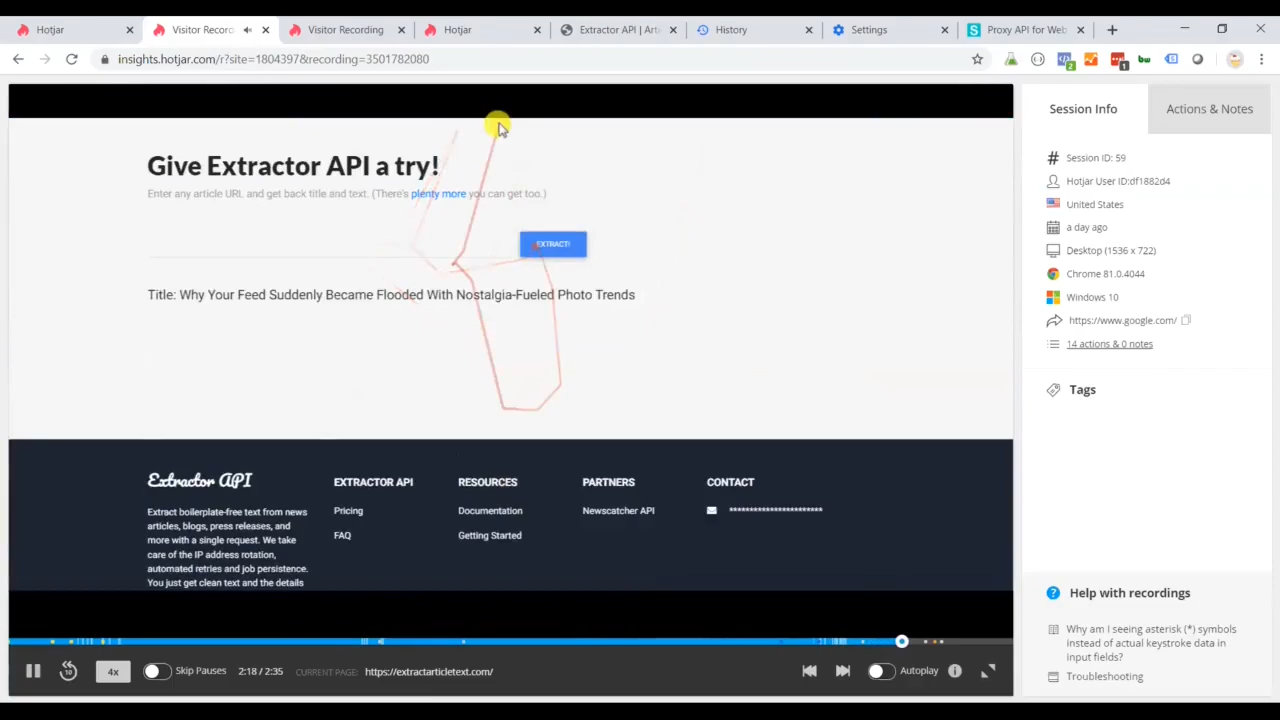 Hotjar
Visitor Record
Visitor Recording
Hotjar
Extractor API | Artic
History
Settings
Proxy API for Web
insights.hotjar.com/r?site=1804397&recording=3501782080
2
1
Give Extractor API a try!
Enter any article URL and get back title and text. (There's plenty more you can get too.)
EXTRACT!
Title: Why Your Feed Suddenly Became Flooded With Nostalgia-Fueled Photo Trends
Extractor API
Extract boilerplate-free text from news
articles, blogs, press releases, and
more with a single request. We take
care of the IP address rotation,
automated retries and job persistence.
You just get clean text and the details
EXTRACTOR API
Pricing
FAQ
RESOURCES
Documentation
Getting Started
PARTNERS
Newscatcher API
CONTACT
***********************
10
4x
Skip Pauses
2:18 / 2:35
CURRENT PAGE: https://extractarticletext.com/
Autoplay
Session Info
Actions & Notes
Session ID: 59
Hotjar User ID:df1882d4
United States
a day ago
Desktop (1536 x 722)
Chrome 81.0.4044
Windows 10
https://www.google.com/
14 actions & 0 notes
Tags
Help with recordings
Why am I seeing asterisk (*) symbols
instead of actual keystroke data in
input fields?
Troubleshooting